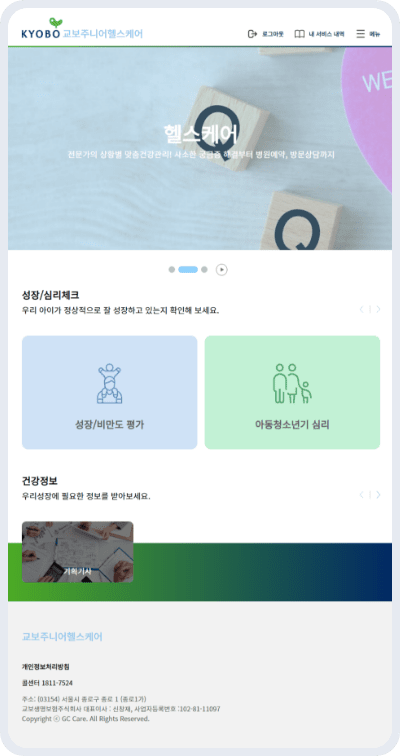 KYOBO 교보주니어헬스케어
로그아웃 내 서비스 내역 메뉴
WE
Q
헬스케어
전문가의 상황별 맞춤건강관리! 사소한 궁금증 해결부터 병원예약, 방문상담까지
Q
성장/심리체크
우리 아이가 정상적으로 잘 성장하고 있는지 확인해 보세요.
성장/비만도 평가
아동청소년기 심리
건강정보
우리성장에 필요한 정보를 받아보세요.
기획기사
교보주니어헬스케어
개인정보처리방침
콜센터 1811-7524
주소: (03154) 서울시 종로구 종로 1 (종로1가)
교보생명보험주식회사 대표이사 : 신창재, 사업자등록번호 :102-81-11097
Copyright ⓒ GC Care. All Rights Reserved.